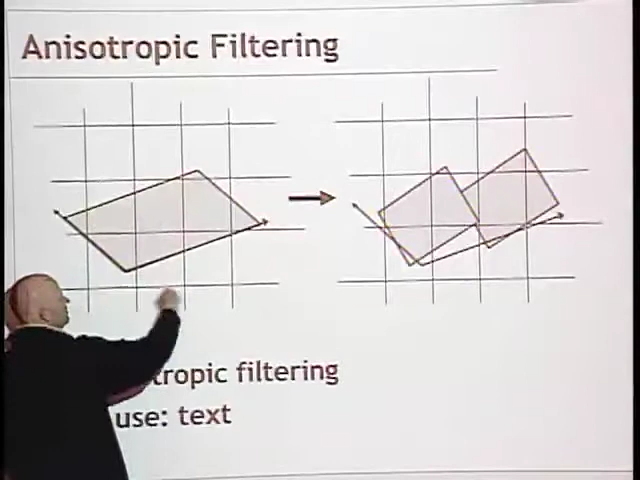 Anisotropic Filtering
tropic filtering
use: text